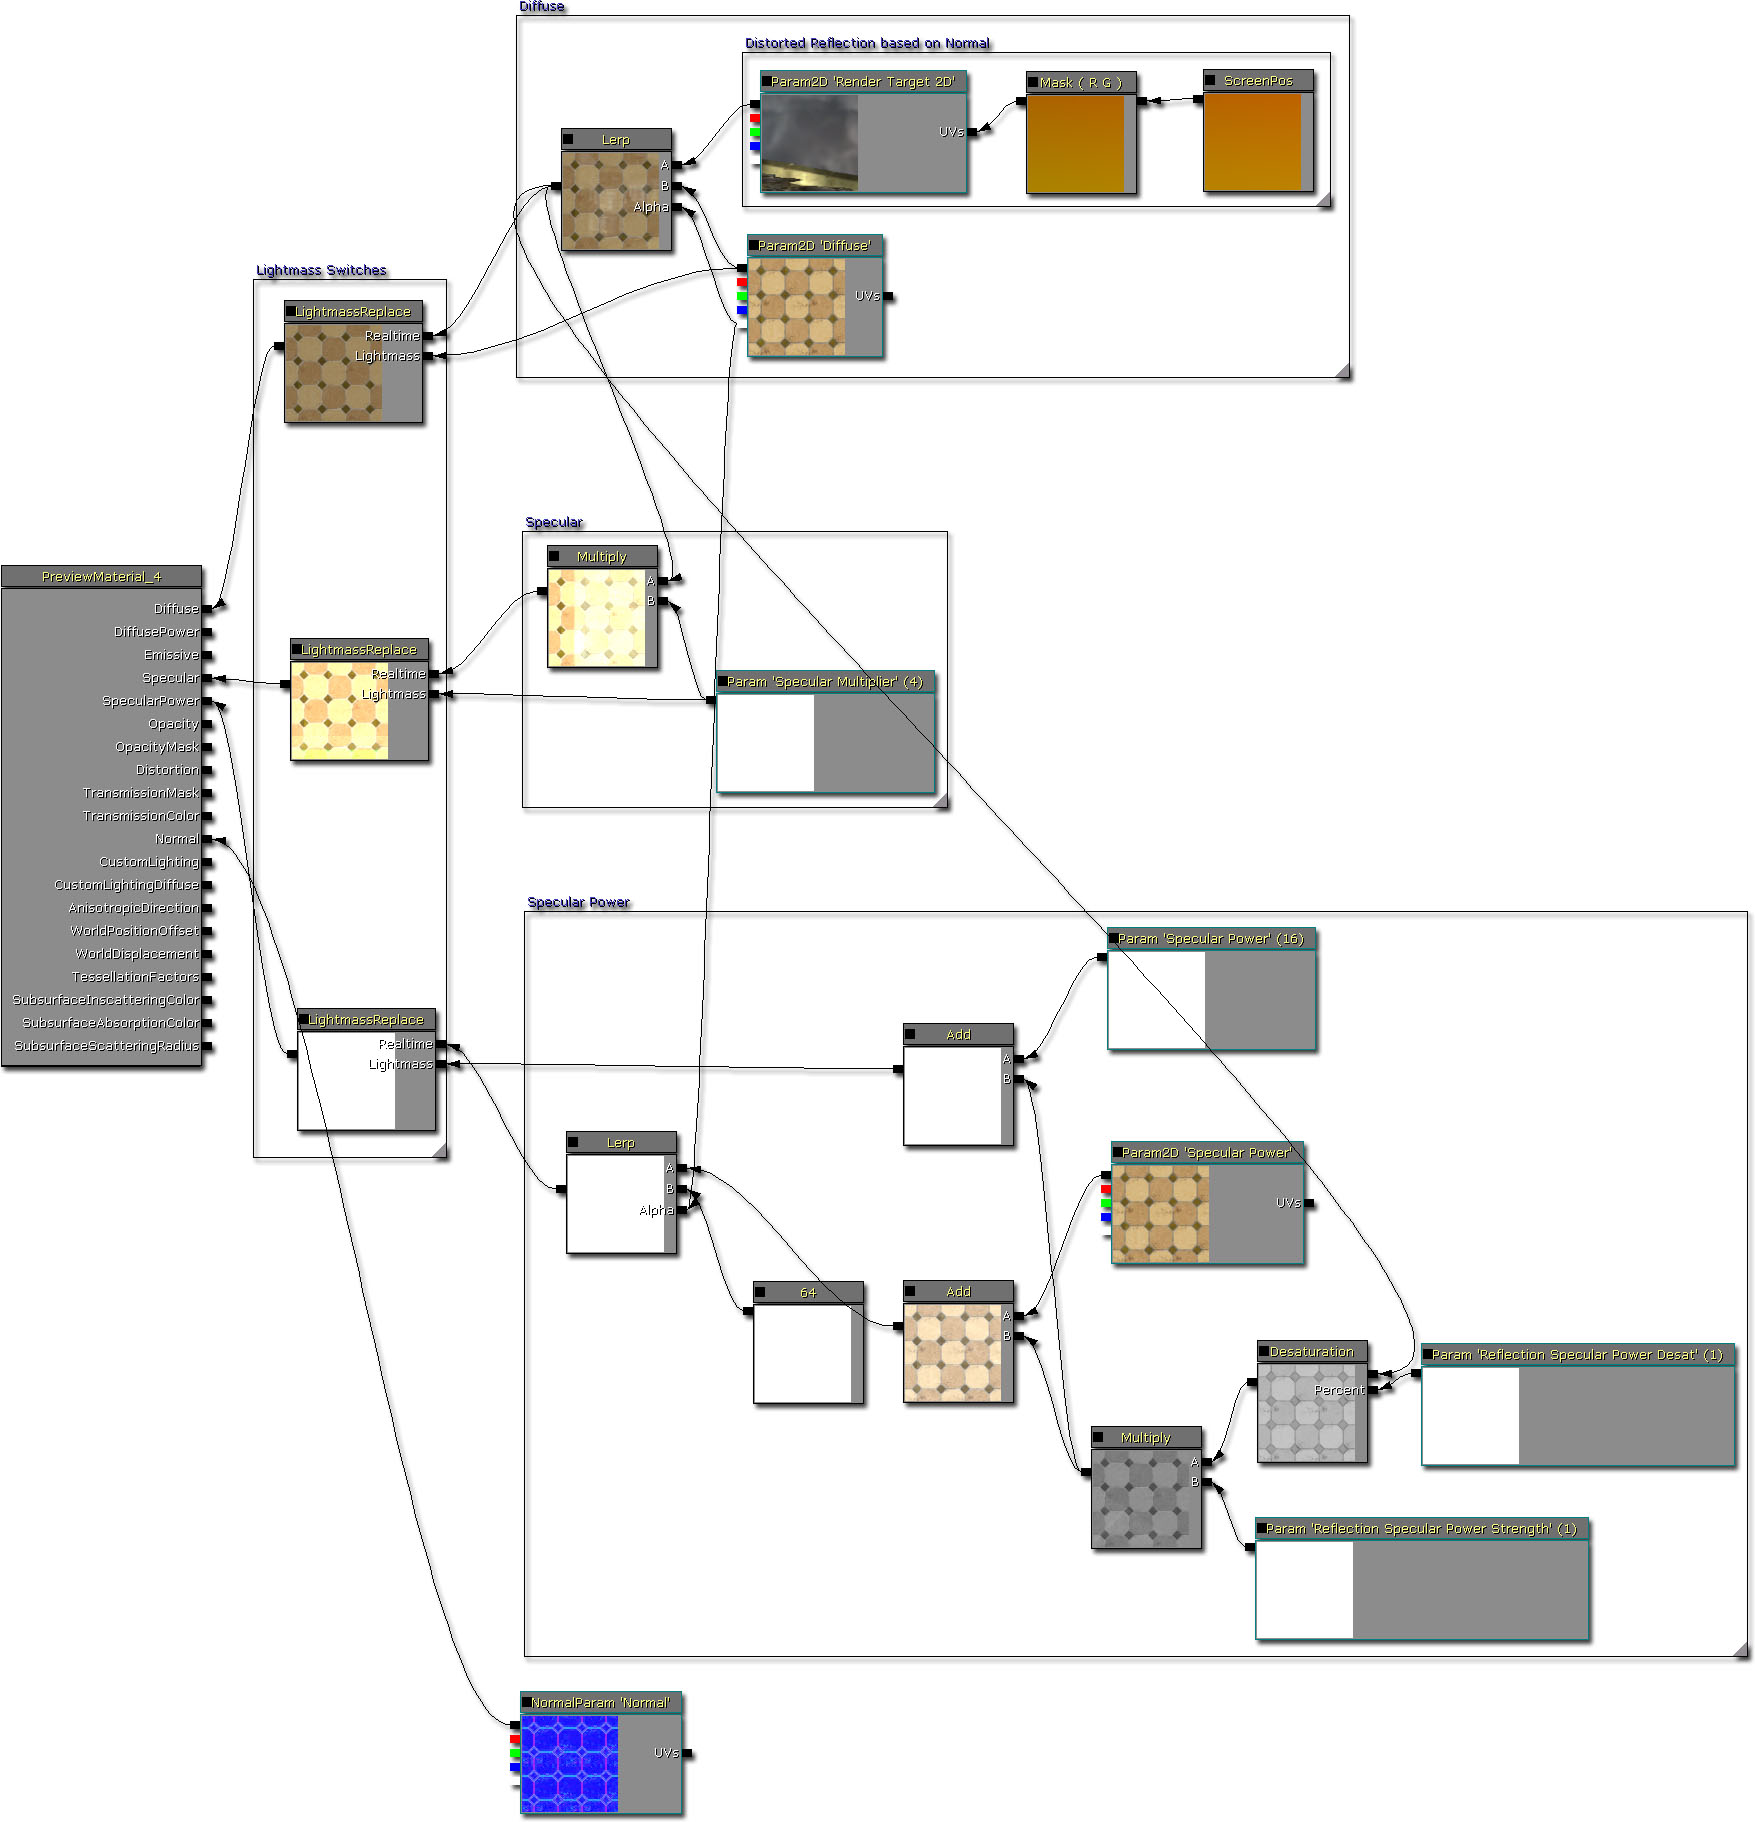 Diffuse
Distorted Reflection based on Normal
Param2D 'Render Target 2D'
UVs
Mask ( R G )
ScreenPos
Lerp
A
B
Alpha
Param2D 'Diffuse'
UVs
Lightmass Switches
LightmassReplace
Realtime
Lightmass
LightmassReplace
Realtime
Lightmass
LightmassReplace
Realtime
Lightmass
PreviewMaterial_4
Diffuse
DiffusePower
Emissive
Specular
SpecularPower
Opacity
OpacityMask
Distortion
TransmissionMask
TransmissionColor
Normal
CustomLighting
CustomLightingDiffuse
AnisotropicDirection
WorldPositionOffset
WorldDisplacement
TessellationFactors
SubsurfaceInscatteringColor
SubsurfaceAbsorptionColor
SubsurfaceScatteringRadius
Specular
Multiply
A
B
Param 'Specular Multiplier' (4)
Specular Power
Param 'Specular Power' (16)
Add
A
B
Lerp
A
B
Alpha
Param2D 'Specular Power'
UVs
64
Add
A
B
Desaturation
Percent
Param 'Reflection Specular Power Desat' (1)
Multiply
A
B
Param 'Reflection Specular Power Strength' (1)
NormalParam 'Normal'
UVs